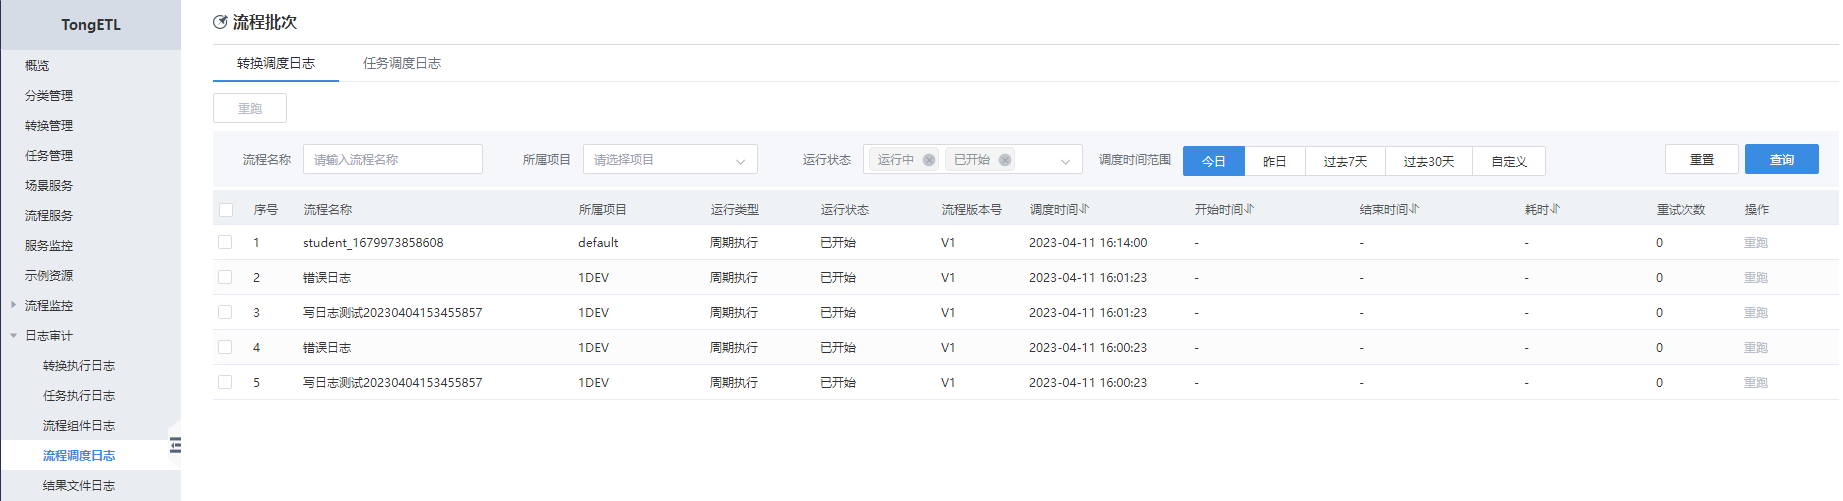 TongETL
概览
分类管理
转换管理
任务管理
场景服务
流程服务
服务监控
示例资源
流程监控
日志审计
转换执行日志
任务执行日志
流程组件日志
流程调度日志
结果文件日志
流程批次
转换调度日志 任务调度日志
重跑
流程名称 请输入流程名称 所属项目 请选择项目 运行状态 运行中 已开始 调度时间范围 今日 昨日 过去7天 过去30天 自定义 重置 查询
序号 流程名称 所属项目 运行类型 运行状态 流程版本号 调度时间 开始时间 结束时间 耗时 重试次数 操作
1 student_1679973858608 default 周期执行 已开始 V1 2023-04-11 16:14:00 - - - 0 重跑
2 错误日志 1DEV 周期执行 已开始 V1 2023-04-11 16:01:23 - - - 0 重跑
3 写日志测试20230404153455857 1DEV 周期执行 已开始 V1 2023-04-11 16:01:23 - - - 0 重跑
4 错误日志 1DEV 周期执行 已开始 V1 2023-04-11 16:00:23 - - - 0 重跑
5 写日志测试20230404153455857 1DEV 周期执行 已开始 V1 2023-04-11 16:00:23 - - - 0 重跑